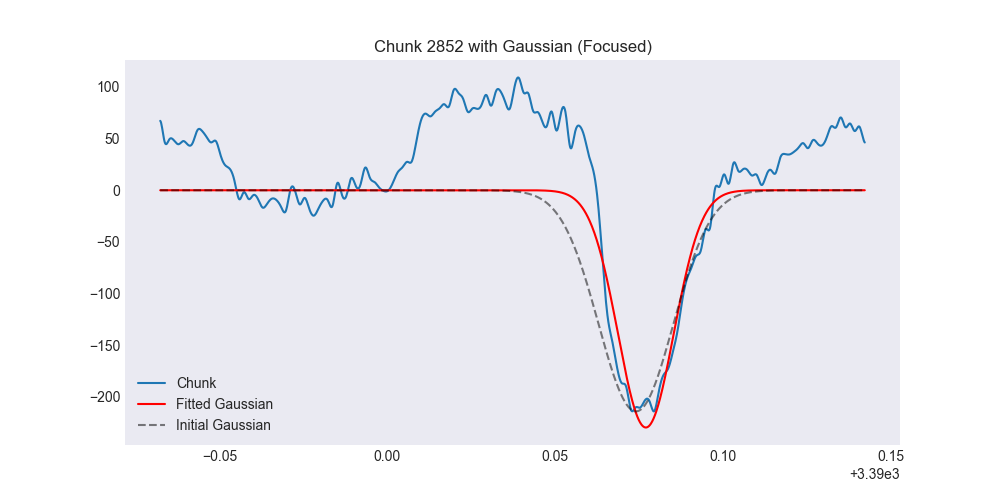 Chunk 2852 with Gaussian (Focused)
100
50
0
−50
−100
−150
−200
Chunk
Fitted Gaussian
Initial Gaussian
−0.05 0.00 0.05 0.10 0.15
+3.39e3